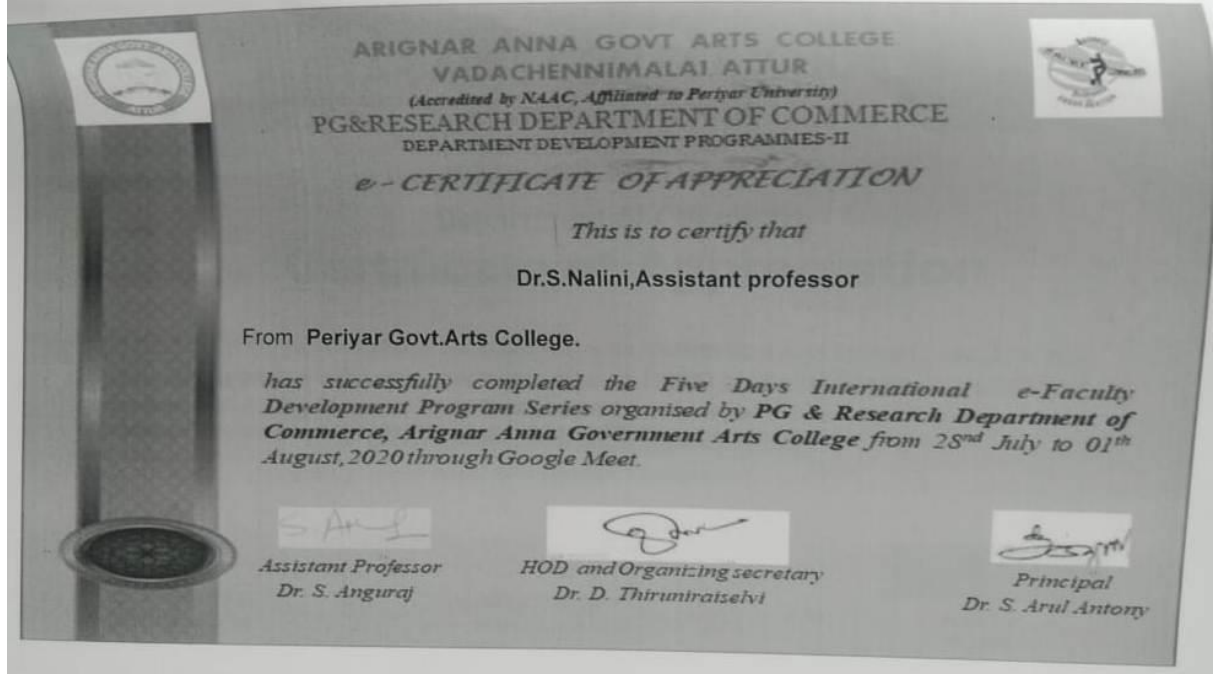 ARIGNAR ANNA GOVT ARTS COLLEGE
VADACHENNIMALAI ATTUR
(Accredited by NAAC, Affiliated to Periyar University)
PG&RESEARCH DEPARTMENT OF COMMERCE
DEPARTMENT DEVELOPMENT PROGRAMMES-II
e - CERTIFICATE OF APPRECIATION
This is to certify that
Dr.S.Nalini,Assistant professor
From Periyar Govt.Arts College.
has successfully completed the Five Days International e-Faculty
Development Program Series organised by PG & Research Department of
Commerce, Arignar Anna Government Arts College from 28nd July to 01th
August, 2020 through Google Meet.
Assistant Professor
Dr. S. Anguraj
HOD and Organizing secretary
Dr. D. Thiruniraiselvi
Principal
Dr. S. Arul Antony